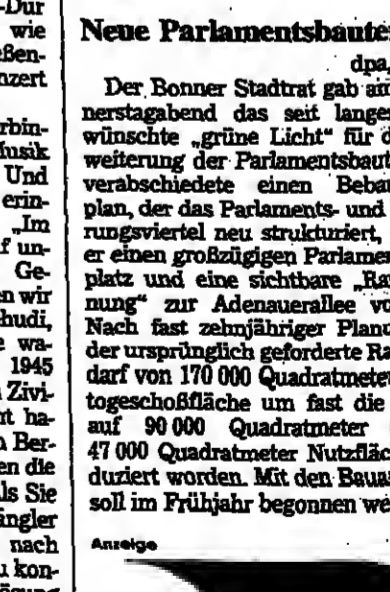 -Dur
wie
ßen-
nzert
rbin-
Musik
Und
erin-
„Im
f un-
Ge-
en wir
hudi,
e wa-
1945
Zivi-
nt ha-
n Ber-
en die
ls Sie
ingler
nach
u kon-
Neue Parlamentsbaute
dpa,
Der Bonner Stadtrat gab am
nerstagabend das seit lange
wünschte „grüne Licht“ für d
weiterung der Parlamentsbaut
verabschiedete einen Beba
plan, der das Parlaments- und
rungsviertel neu strukturiert,
er einen großzügigen Parlamen
platz und eine sichtbare „Ra
nung“ zur Adenauerallee vo
Nach fast zehnjähriger Planu
der ursprünglich geforderte Ra
darf von 170 000 Quadratmeter
togeschoßfläche um fast die
auf 90 000 Quadratmeter
47 000 Quadratmeter Nutzfläc
duziert worden. Mit den Bauar
soll im Frühjahr begonnen we
Anzeige